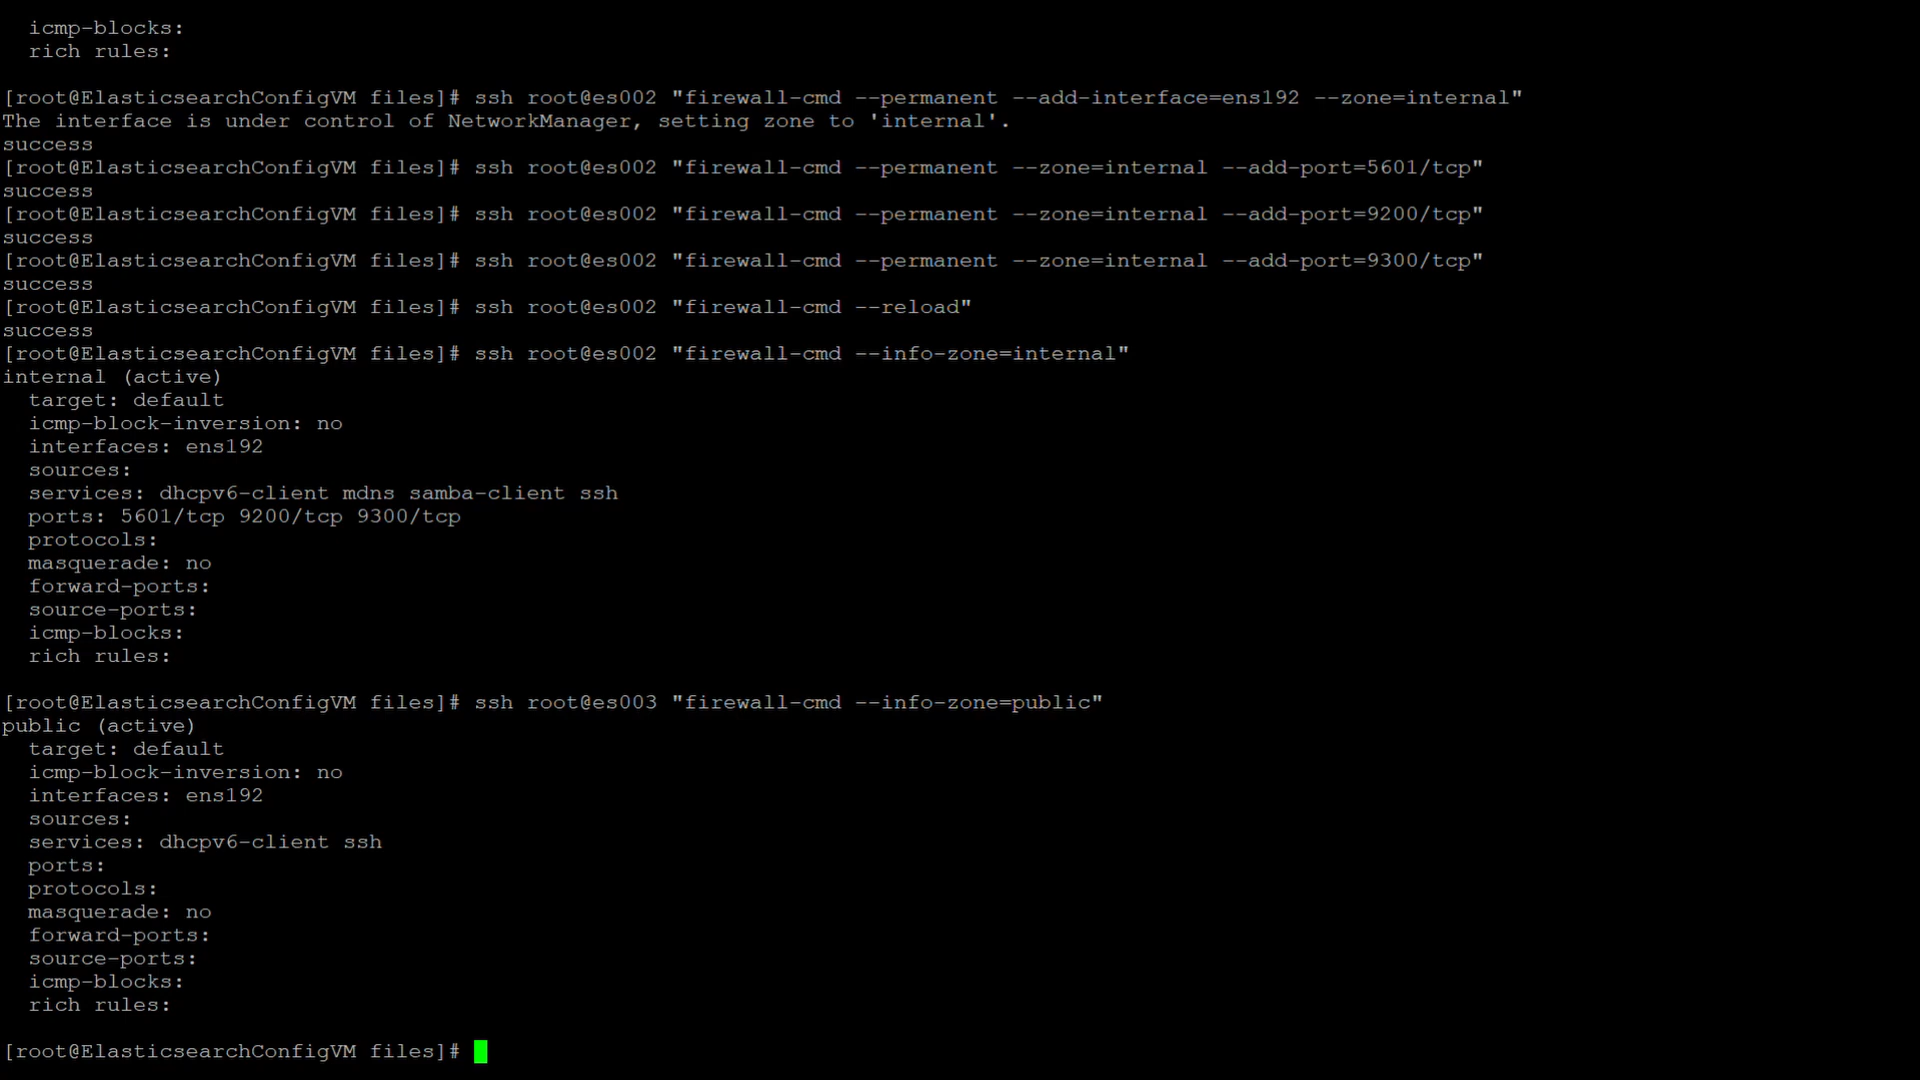 icmp-blocks:
rich rules:
[root@ElasticsearchConfigVM files]# ssh root@es002 "firewall-cmd --permanent --add-interface=ens192 --zone=internal"
The interface is under control of NetworkManager, setting zone to 'internal'.
success
[root@ElasticsearchConfigVM files]# ssh root@es002 "firewall-cmd --permanent --zone=internal --add-port=5601/tcp"
success
[root@ElasticsearchConfigVM files]# ssh root@es002 "firewall-cmd --permanent --zone=internal --add-port=9200/tcp"
success
[root@ElasticsearchConfigVM files]# ssh root@es002 "firewall-cmd --permanent --zone=internal --add-port=9300/tcp"
success
[root@ElasticsearchConfigVM files]# ssh root@es002 "firewall-cmd --reload"
success
[root@ElasticsearchConfigVM files]# ssh root@es002 "firewall-cmd --info-zone=internal"
internal (active)
target: default
icmp-block-inversion: no
interfaces: ens192
sources:
services: dhcpv6-client mdns samba-client ssh
ports: 5601/tcp 9200/tcp 9300/tcp
protocols:
masquerade: no
forward-ports:
source-ports:
icmp-blocks:
rich rules:
[root@ElasticsearchConfigVM files]# ssh root@es003 "firewall-cmd --info-zone=public"
public (active)
target: default
icmp-block-inversion: no
interfaces: ens192
sources:
services: dhcpv6-client ssh
ports:
protocols:
masquerade: no
forward-ports:
source-ports:
icmp-blocks:
rich rules:
[root@ElasticsearchConfigVM files]#